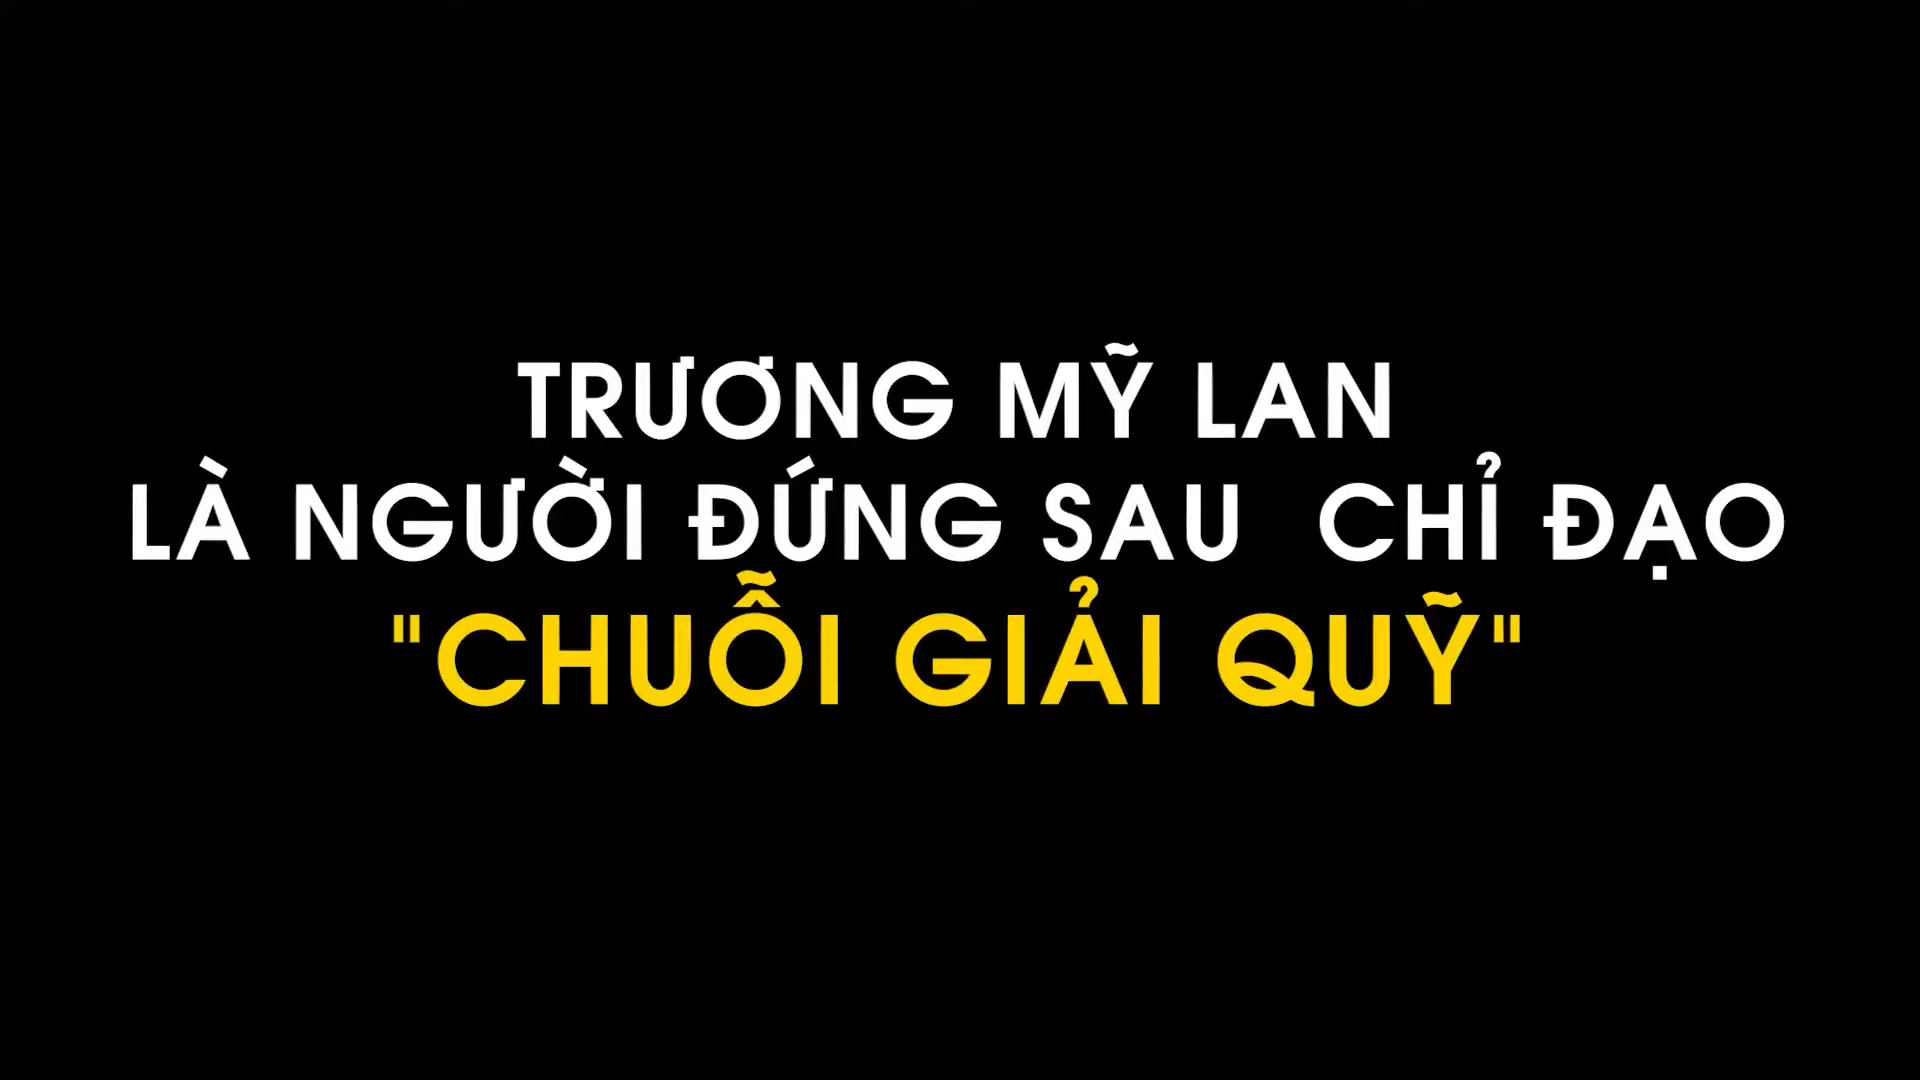 TRƯƠNG MỸ LAN
LÀ NGƯỜI ĐỨNG SAU  CHỈ ĐẠO
"CHUỖI GIẢI QUỸ"